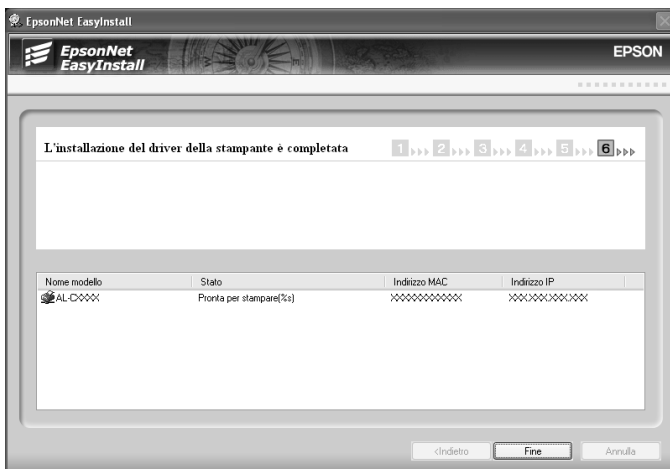 EpsonNet EasyInstall
EpsonNet
EasyInstall
EPSON
L'installazione del driver della stampante è completata
1 2 3 4 5 6
Nome modello Stato Indirizzo MAC Indirizzo IP
AL-CXXXX Pronta per stampare(%s) XXXXXXXXXXXX XXX.XXX.XXX.XXX
<Indietro Fine Annulla